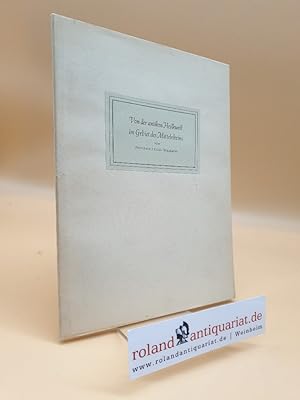 Von der antiken Heilkunst
im Gebiet des Mittelrheins
VON
roland
antiquariat.de
www.rolandantiquariat.de | Weinheim